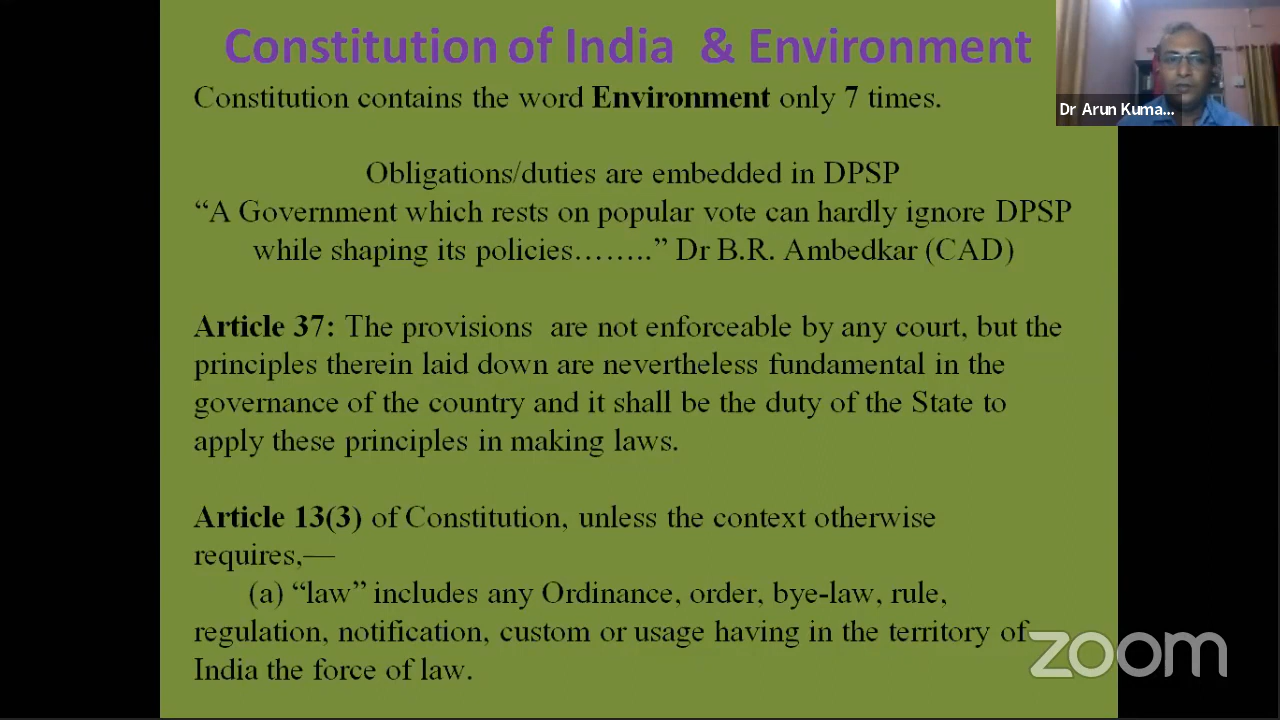 Constitution of India & Environment
Constitution contains the word Environment only 7 times.
Obligations/duties are embedded in DPSP
“A Government which rests on popular vote can hardly ignore DPSP
while shaping its policies……..” Dr B.R. Ambedkar (CAD)
Article 37: The provisions are not enforceable by any court, but the
principles therein laid down are nevertheless fundamental in the
governance of the country and it shall be the duty of the State to
apply these principles in making laws.
Article 13(3) of Constitution, unless the context otherwise
requires,—
(a) “law” includes any Ordinance, order, bye-law, rule,
regulation, notification, custom or usage having in the territory of
India the force of law.
Dr Arun Kuma...
zoom